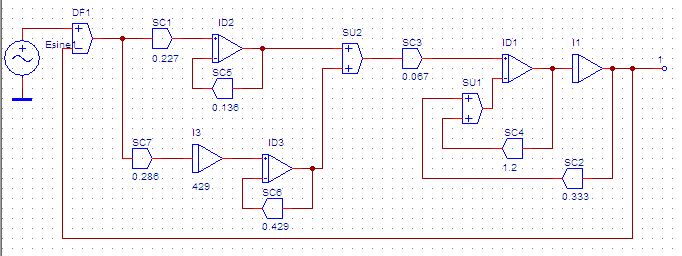 DF1
SC1
ID2
SU2
SC3
ID1
I1
1
Esine1
0.227
SC5
0.136
0.067
SU1
SC4
1.2
SC2
0.333
SC7
I3
ID3
0.286
429
SC6
0.429